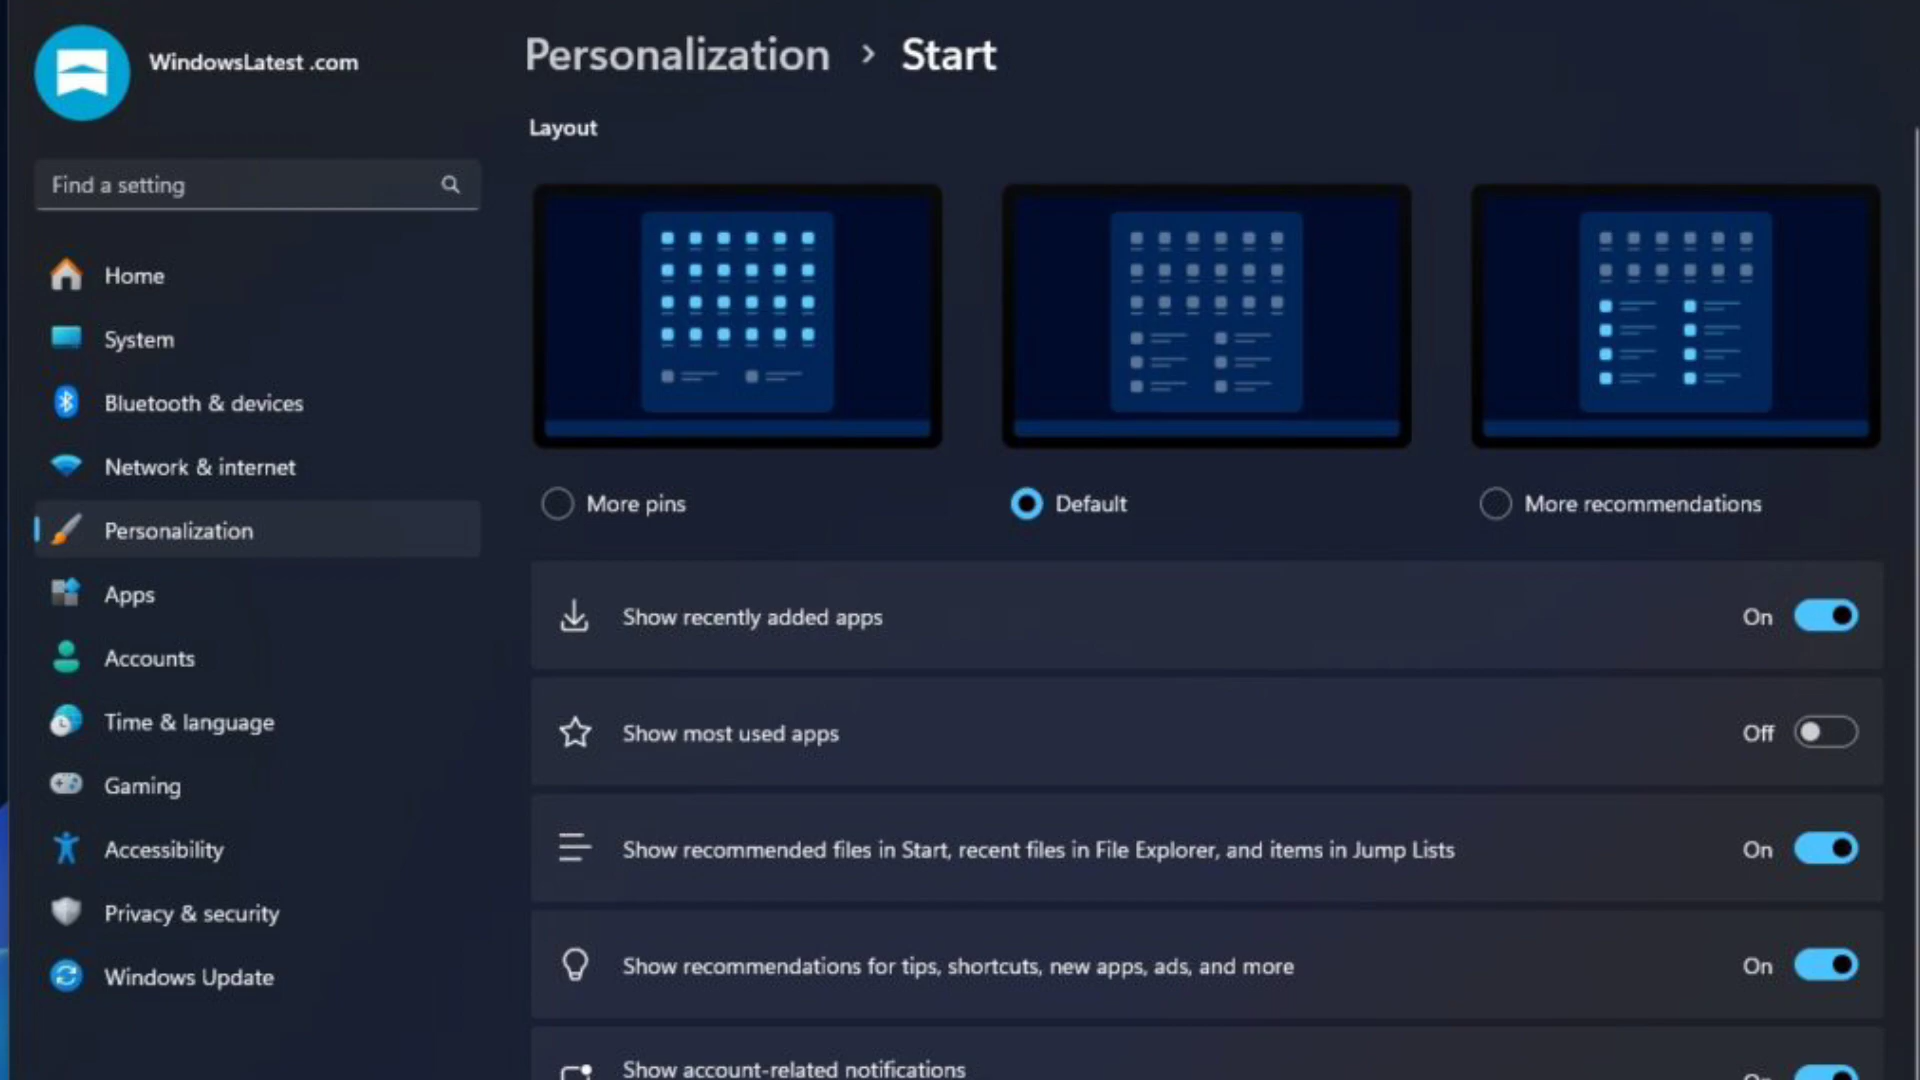 WindowsLatest .com
Find a setting
Home
System
Bluetooth & devices
Network & internet
Personalization
Apps
Accounts
Time & language
Gaming
Accessibility
Privacy & security
Windows Update
Personalization > Start
Layout
More pins
Default
More recommendations
Show recently added apps On
Show most used apps Off
Show recommended files in Start, recent files in File Explorer, and items in Jump Lists On
Show recommendations for tips, shortcuts, new apps, ads, and more On
Show account-related notifications
On